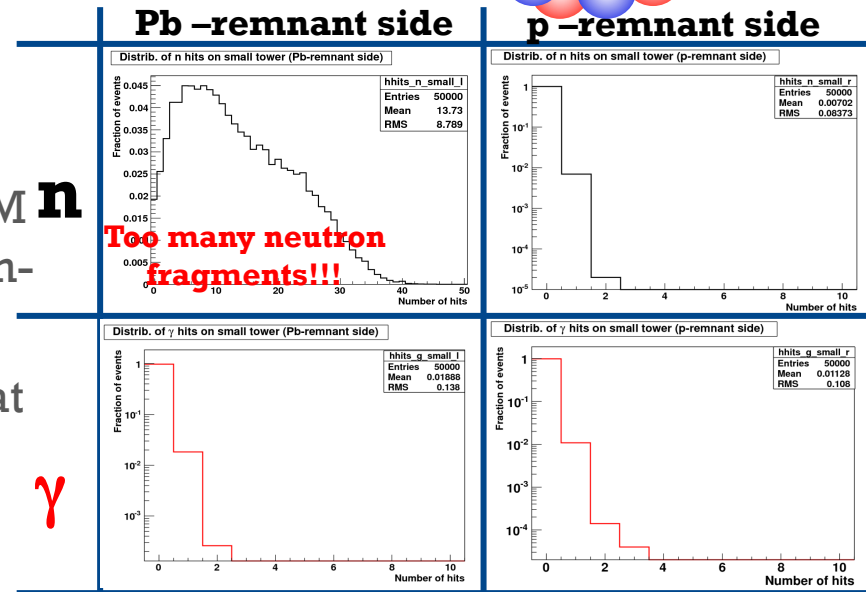 Pb –remnant side
p –remnant side
M
n-
at
n
γ
Distrib. of n hits on small tower (Pb-remnant side)
hhits_n_small_l
Entries 50000
Mean 13.73
RMS 8.789
Fraction of events
0.045
0.04
0.035
0.03
0.025
0.02
0.015
0.005
0
Too many neutron
fragments!!!
0 10 20 30 40 50
Number of hits
Distrib. of n hits on small tower (p-remnant side)
hhits_n_small_r
Entries 50000
Mean 0.00702
RMS 0.08373
Fraction of events
1
10-1
10-2
10-3
10-4
10-5
0 2 4 6 8 10
Number of hits
Distrib. of γ hits on small tower (Pb-remnant side)
hhits_g_small_l
Entries 50000
Mean 0.01888
RMS 0.138
Fraction of events
1
10-1
10-2
10-3
0 2 4 6 8 10
Number of hits
Distrib. of γ hits on small tower (p-remnant side)
hhits_g_small_r
Entries 50000
Mean 0.01128
RMS 0.108
Fraction of events
1
10-1
10-2
10-3
10-4
0 2 4 6 8 10
Number of hits